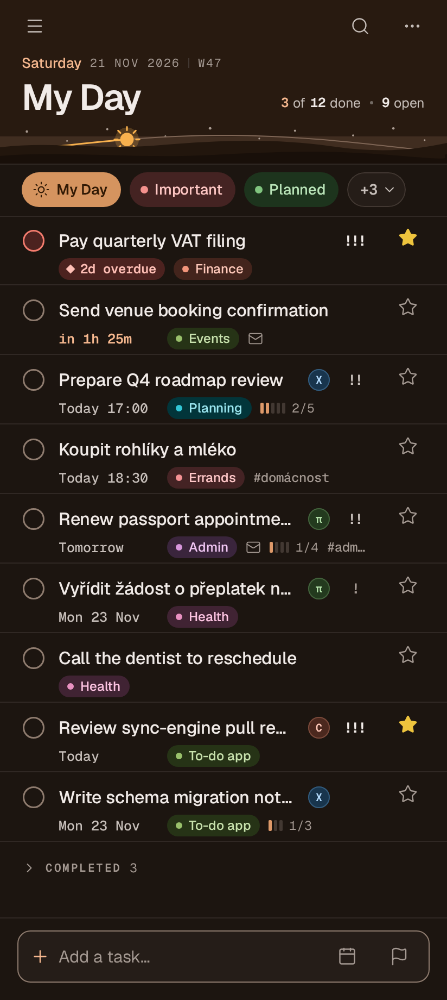 Saturday 21 NOV 2026 | W47
My Day
3 of 12 done • 9 open
My Day
Important
Planned
+3
Pay quarterly VAT filing !!!
2d overdue Finance
Send venue booking confirmation
in 1h 25m Events
Prepare Q4 roadmap review X !!
Today 17:00 Planning 2/5
Koupit rohlíky a mléko
Today 18:30 Errands #domácnost
Renew passport appointme… π !!
Tomorrow Admin 1/4 #adm…
Vyřídit žádost o přeplatek n… π !
Mon 23 Nov Health
Call the dentist to reschedule
Health
Review sync-engine pull re… C !!!
Today To-do app
Write schema migration not… X
Mon 23 Nov To-do app 1/3
COMPLETED 3
Add a task…